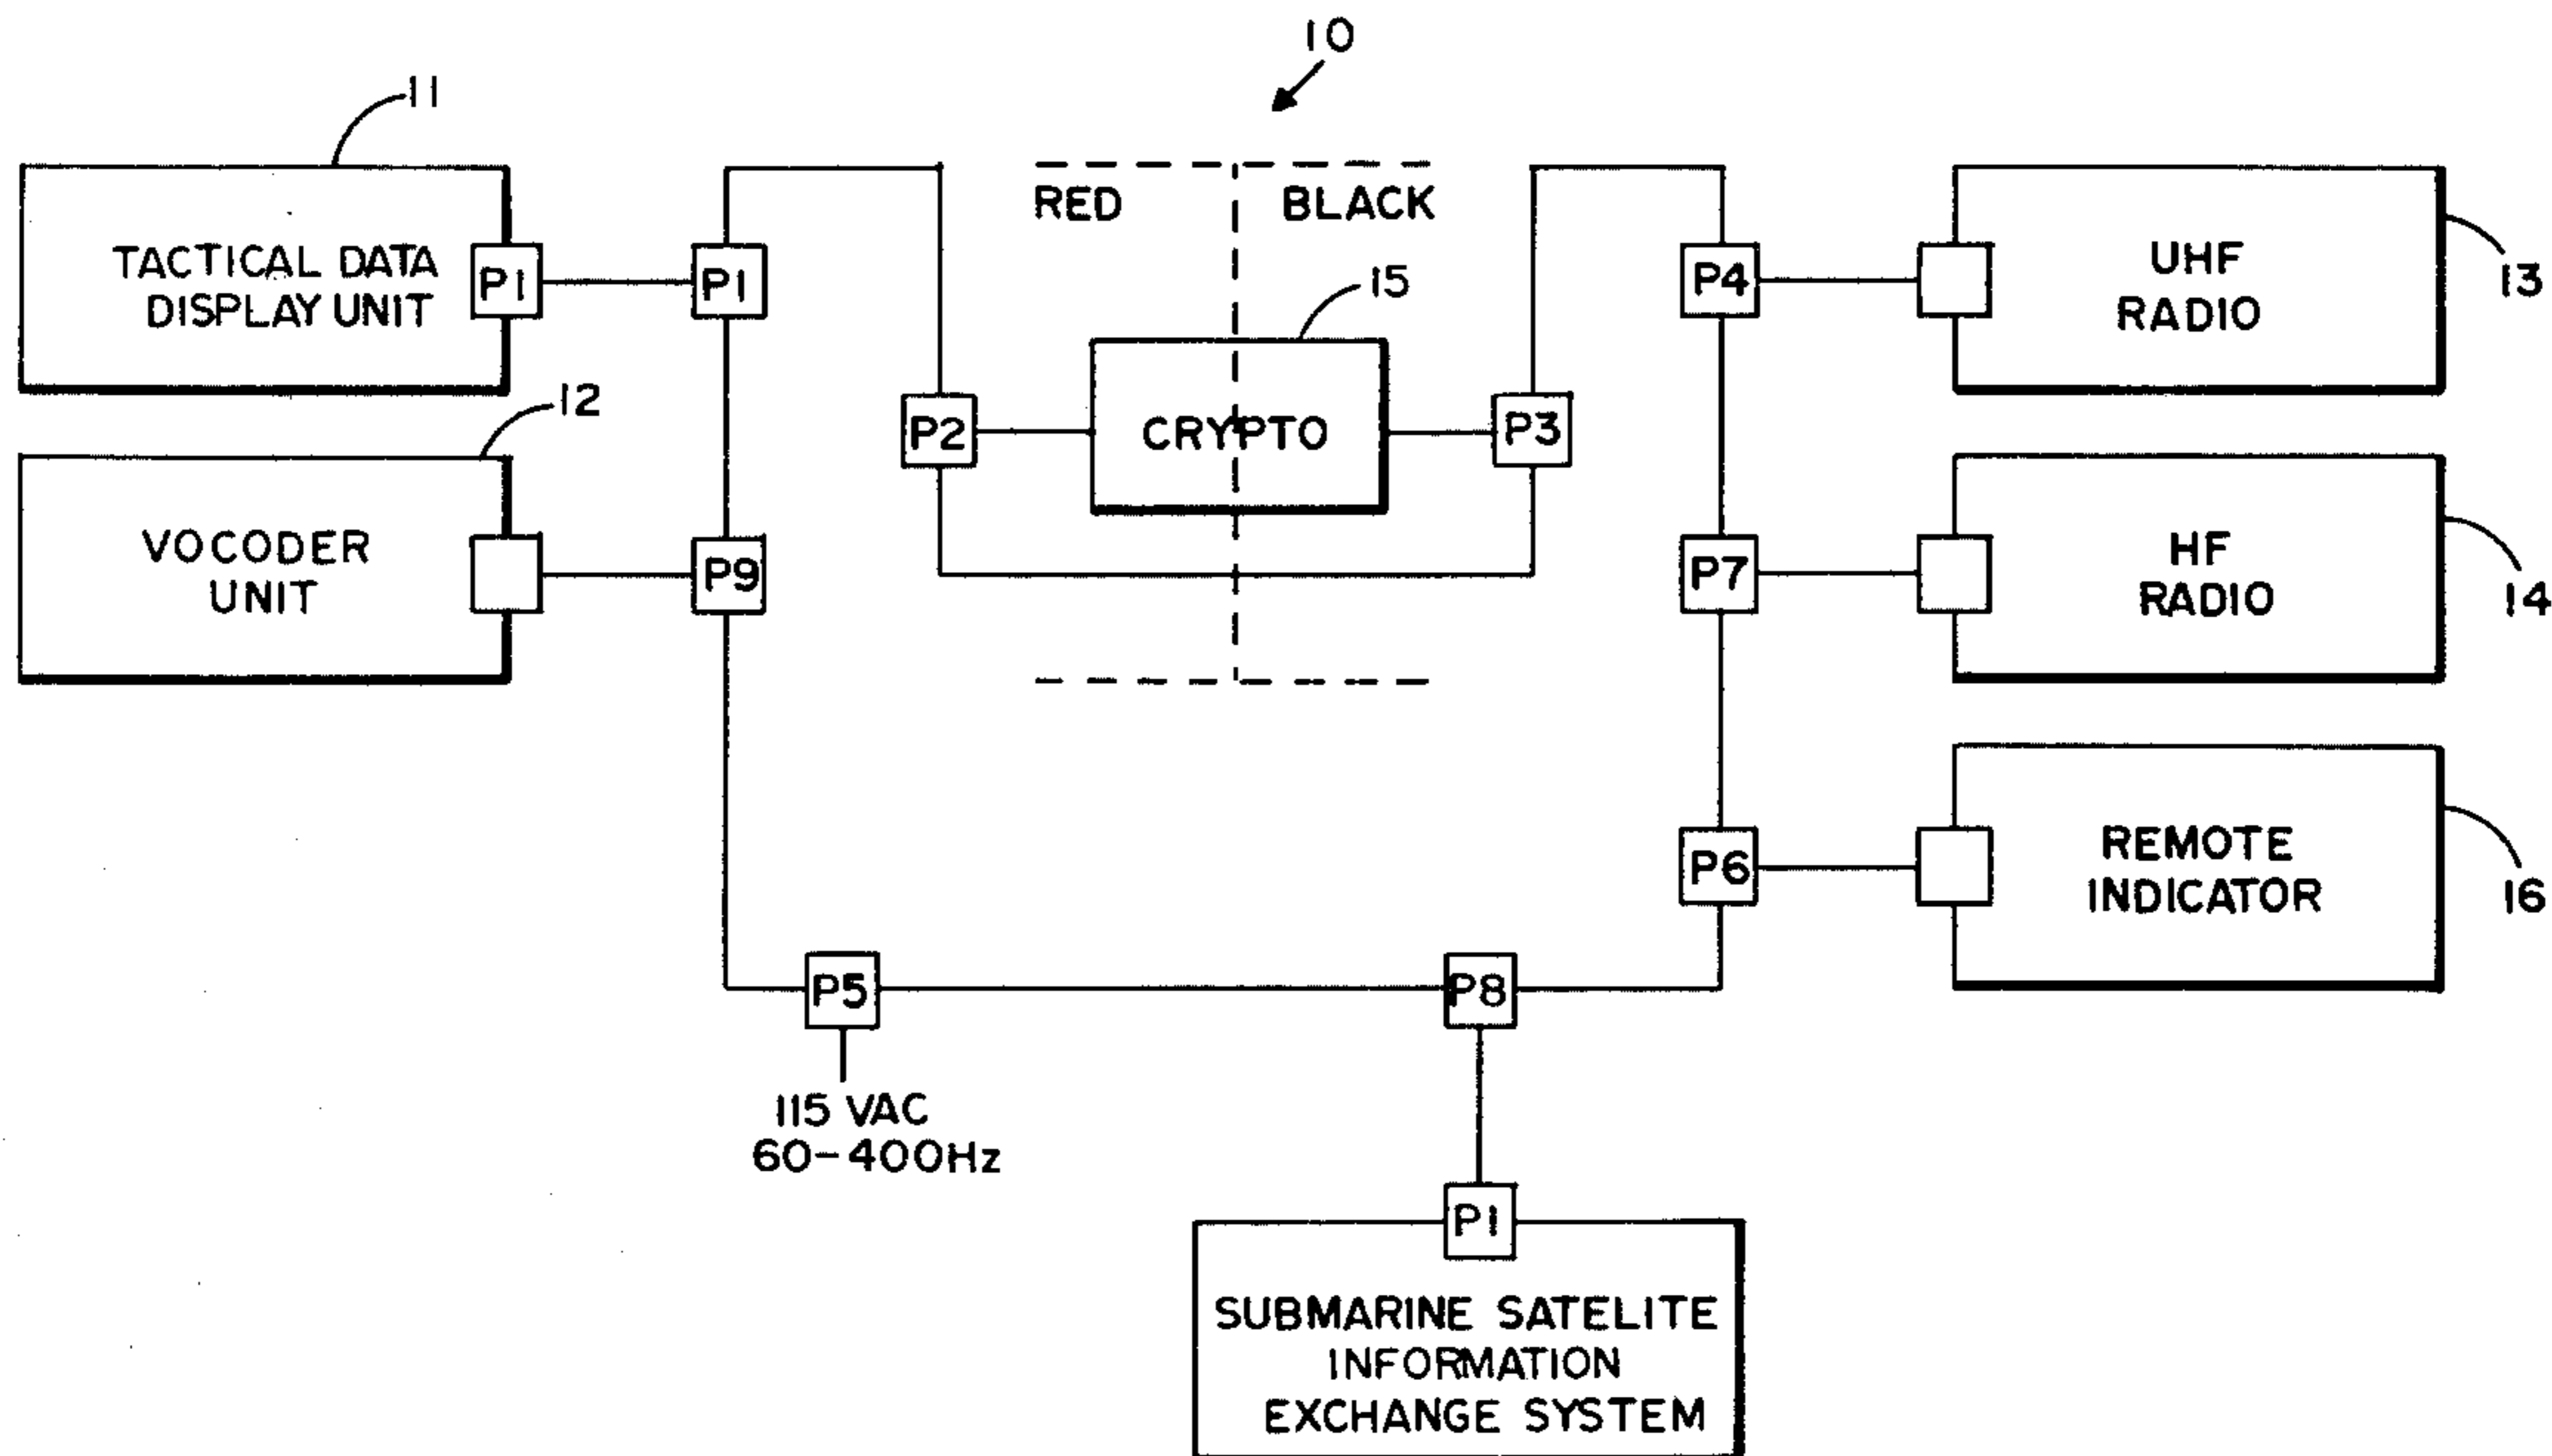 10
11
RED
BLACK
TACTICAL DATA
DISPLAY UNIT
P1
P1
15
P4
UHF
RADIO
13
12
P2
CRYPTO
P3
VOCODER
UNIT
P9
P7
HF
RADIO
14
P6
REMOTE
INDICATOR
16
P5
P8
115 VAC
60-400Hz
P1
SUBMARINE SATELITE
INFORMATION
EXCHANGE SYSTEM